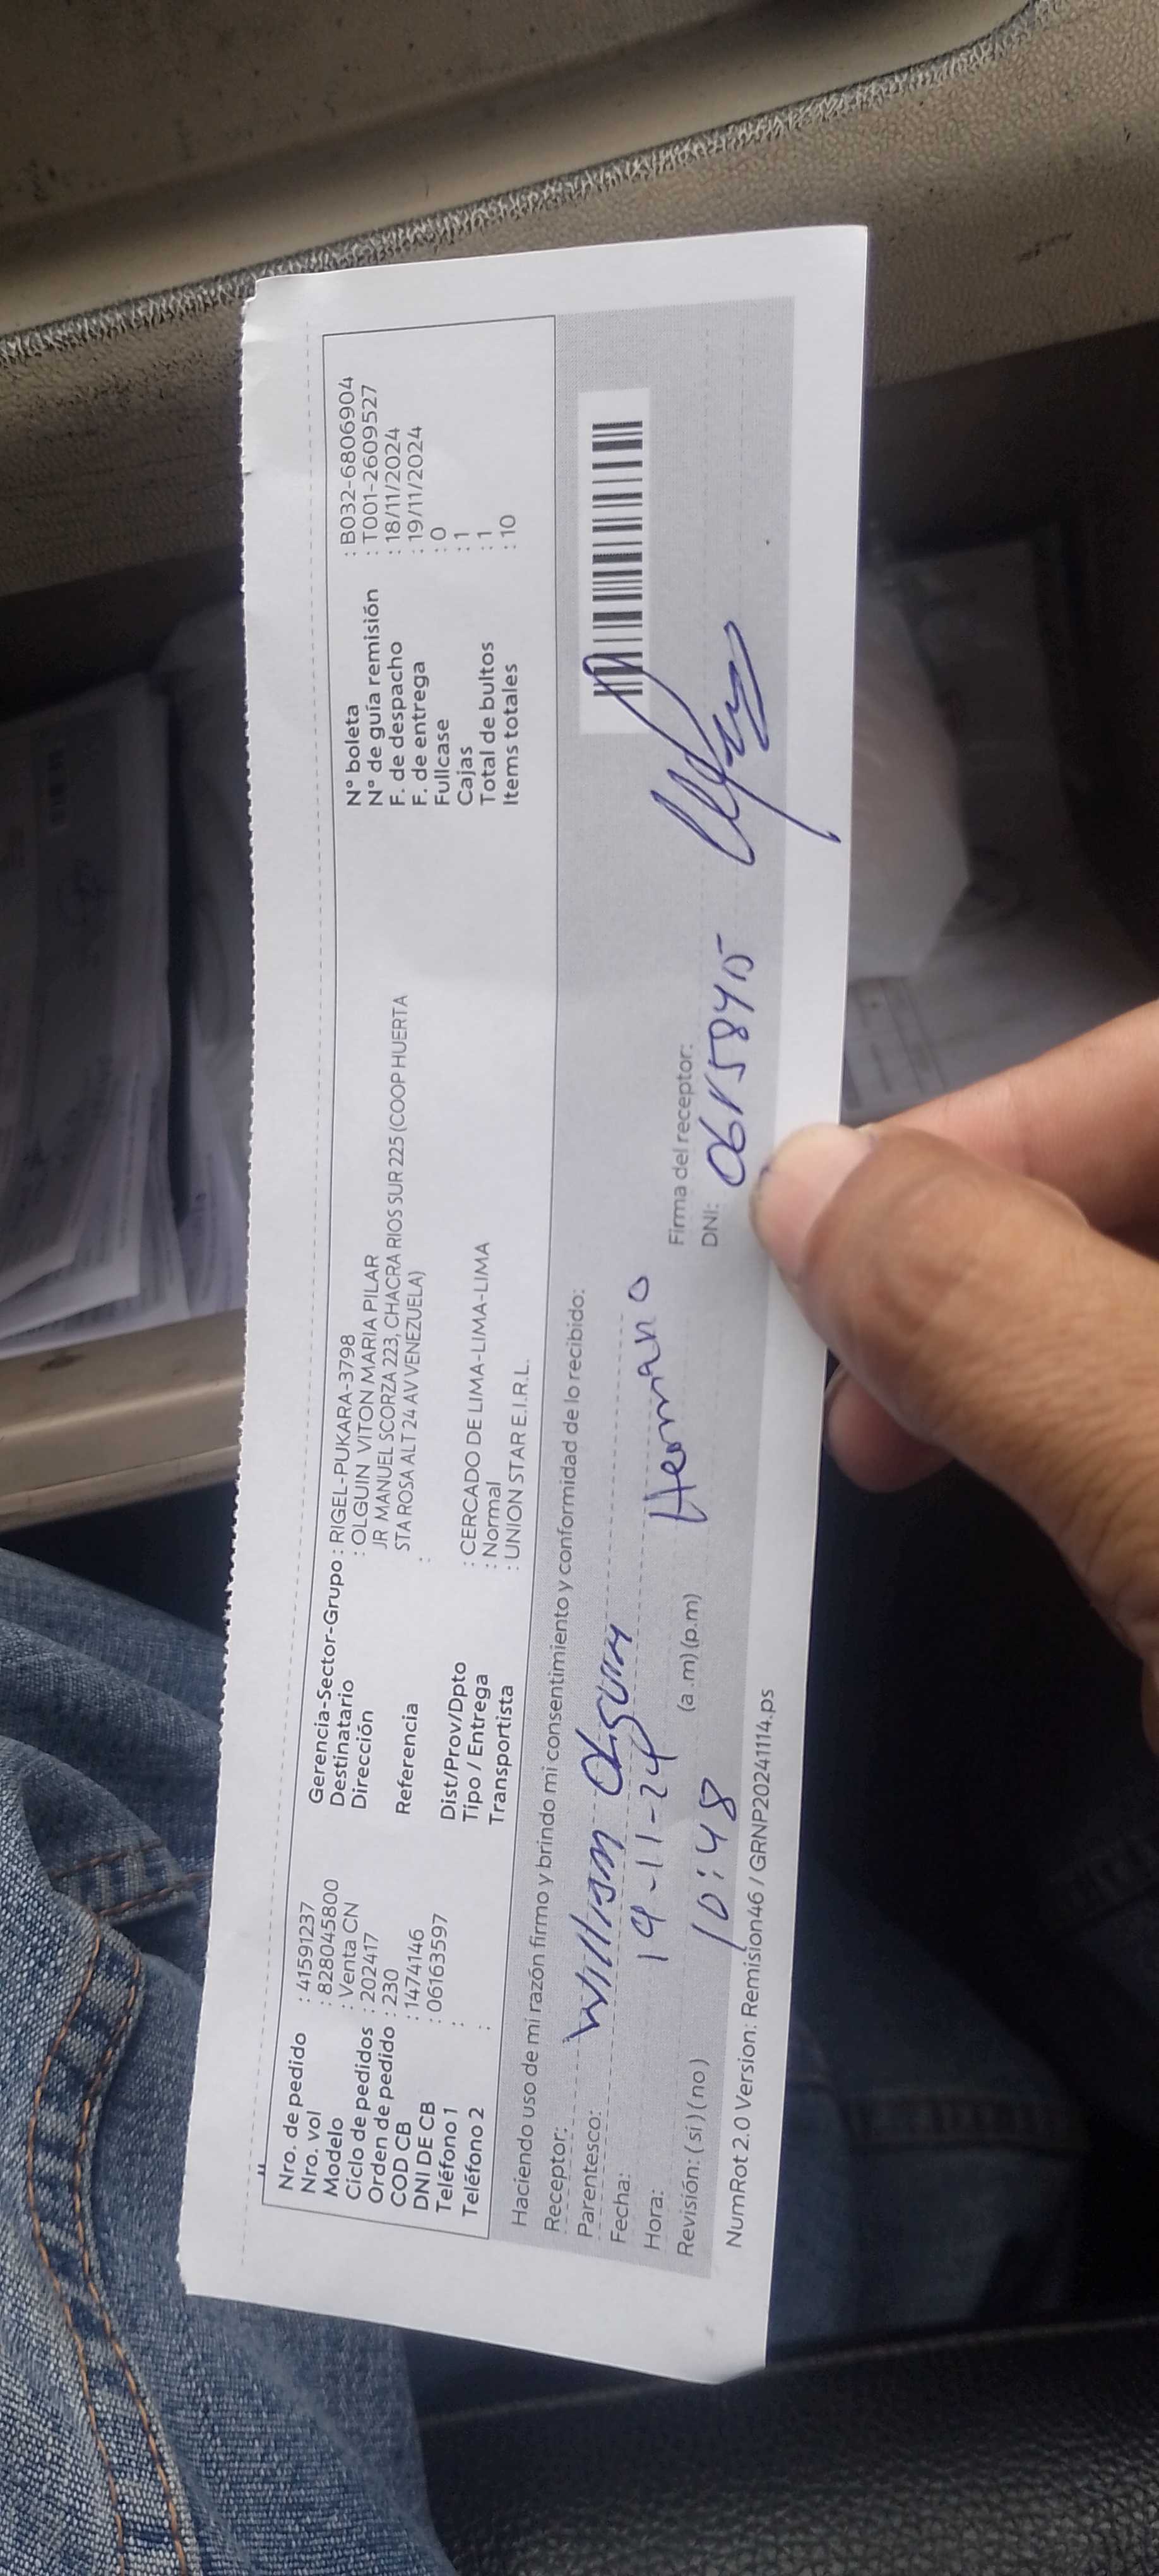 Nro. de pedido : 41591237
Nro. vol : 828045800
Modelo : Venta CN
Ciclo de pedidos : 202417
Orden de pedido : 230
COD CB : 1474146
DNI DE CB : 06163597
Teléfono 1 :
Teléfono 2 :
Gerencia-Sector-Grupo : RIGEL-PUKARA-3798
Destinatario : OLGUIN VITON MARIA PILAR
Dirección JR MANUEL SCORZA 223, CHACRA RIOS SUR 225 (COOP HUERTA
STA ROSA ALT 24 AV VENEZUELA)
Referencia :
Dist/Prov/Dpto : CERCADO DE LIMA-LIMA-LIMA
Tipo / Entrega : Normal
Transportista : UNION STAR E.I.R.L.
N° boleta : B032-6806904
N° de guía remisión : T001-2609527
F. de despacho : 18/11/2024
F. de entrega : 19/11/2024
Fullcase : 0
Cajas : 1
Total de bultos : 1
Items totales : 10
Haciendo uso de mi razón firmo y brindo mi consentimiento y conformidad de lo recibido:
Receptor: William Olguin
Parentesco: Hermano
Fecha: 19-11-24
Hora: 10:48 (a .m) (p.m)
Revisión: ( si ) ( no )
Firma del receptor:
DNI:
NumRot 2.0 Version: Remision46 / GRNP20241114.ps